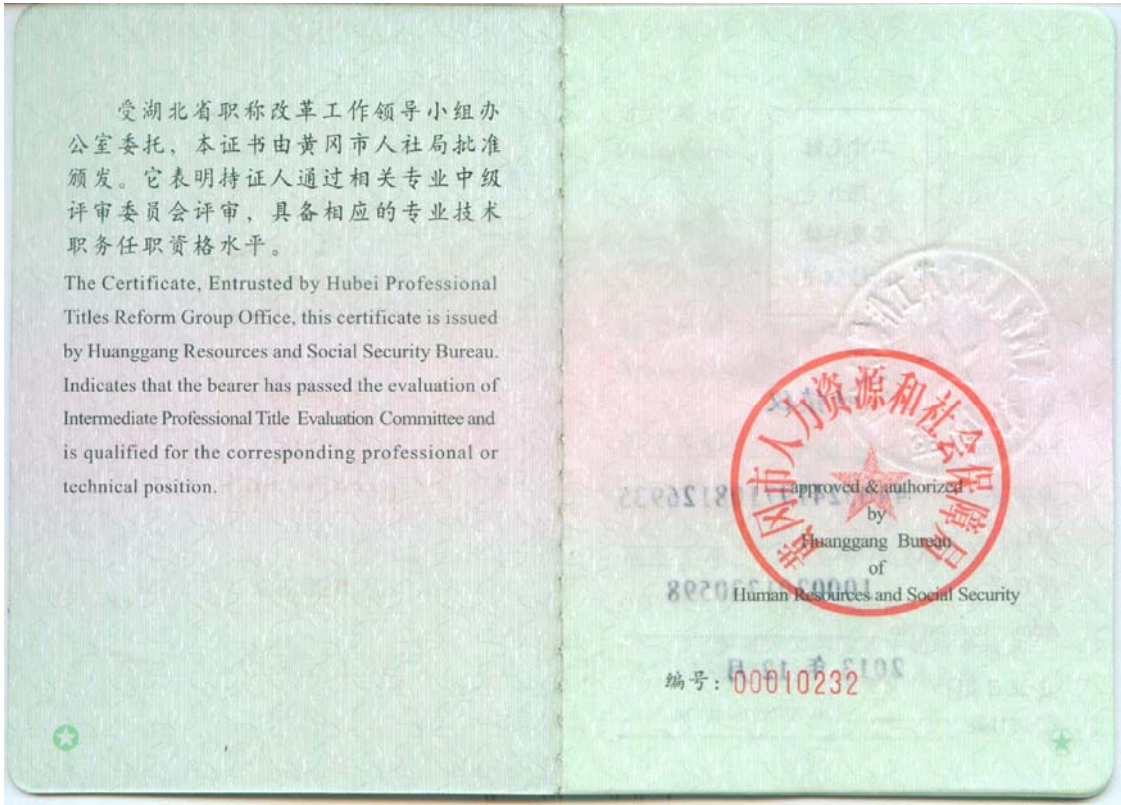 受湖北省职称改革工作领导小组办
公室委托，本证书由黄冈市人社局批准
颁发。它表明持证人通过相关专业中级
评审委员会评审，具备相应的专业技术
职务任职资格水平。
The Certificate, Entrusted by Hubei Professional
Titles Reform Group Office, this certificate is issued
by Huanggang Resources and Social Security Bureau.
Indicates that the bearer has passed the evaluation of
Intermediate Professional Title Evaluation Committee and
is qualified for the corresponding professional or
technical position.
黄冈市人力资源和社会保障局
approved & authorized
by
Huanggang Bureau
of
Human Resources and Social Security
编号：00010232